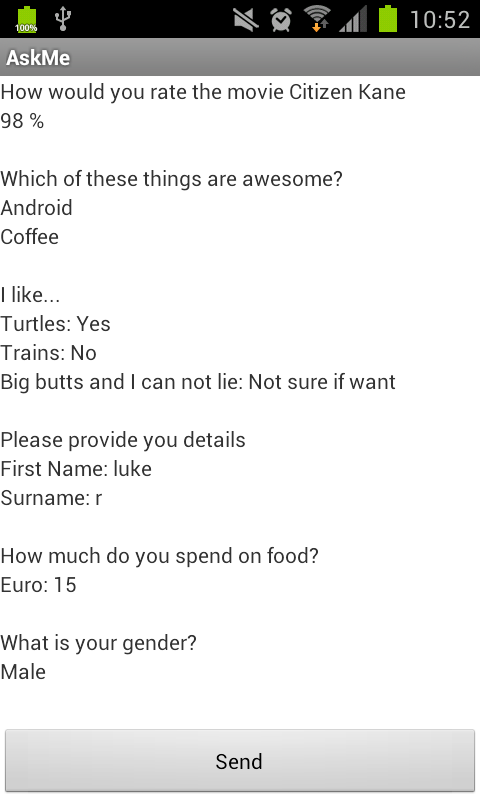 100%
10:52
AskMe
How would you rate the movie Citizen Kane
98 %
Which of these things are awesome?
Android
Coffee
I like...
Turtles: Yes
Trains: No
Big butts and I can not lie: Not sure if want
Please provide you details
First Name: luke
Surname: r
How much do you spend on food?
Euro: 15
What is your gender?
Male
Send